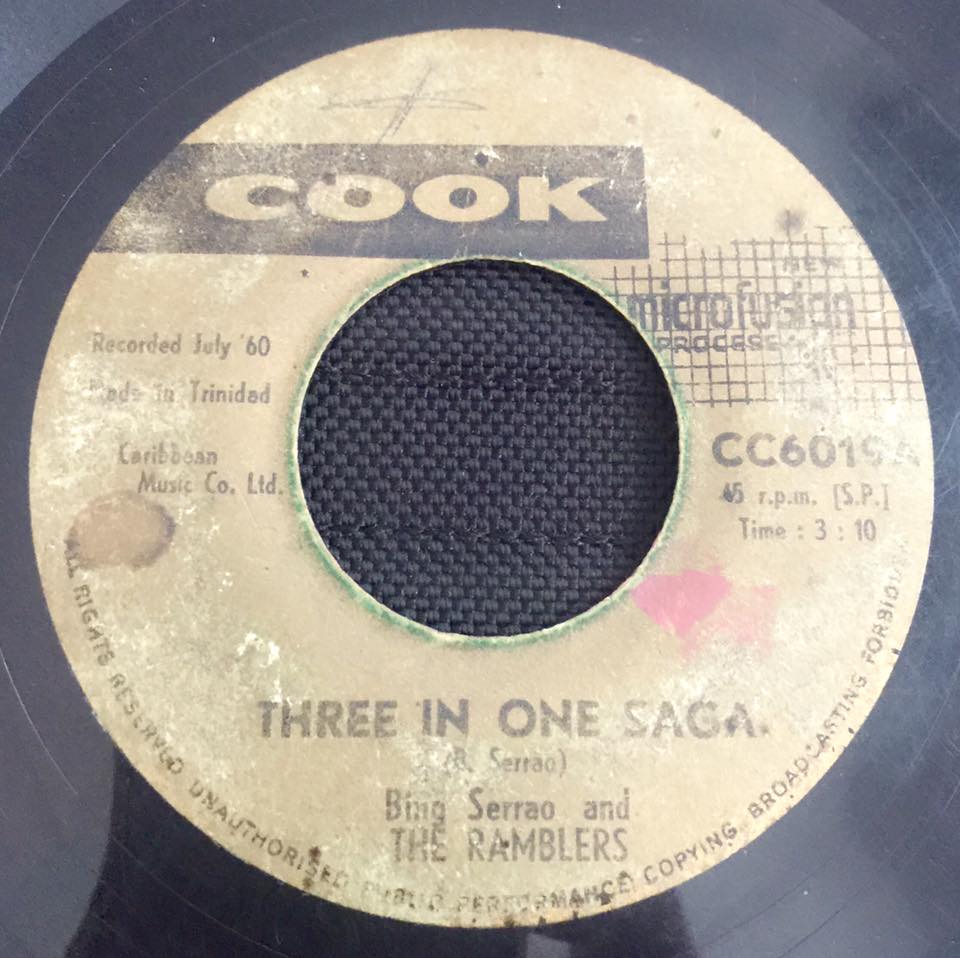 COOK
NEW
microfusion
PROCESS
Recorded July '60
Made in Trinidad
Caribbean
Music Co. Ltd.
CC6019A
45 r.p.m. [S.P.]
Time : 3 : 10
THREE IN ONE SAGA.
(B. Serrao)
Bing Serrao and
THE RAMBLERS
ALL RIGHTS RESERVED UNAUTHORISED PUBLIC PERFORMANCE COPYING BROADCASTING FORBIDDEN